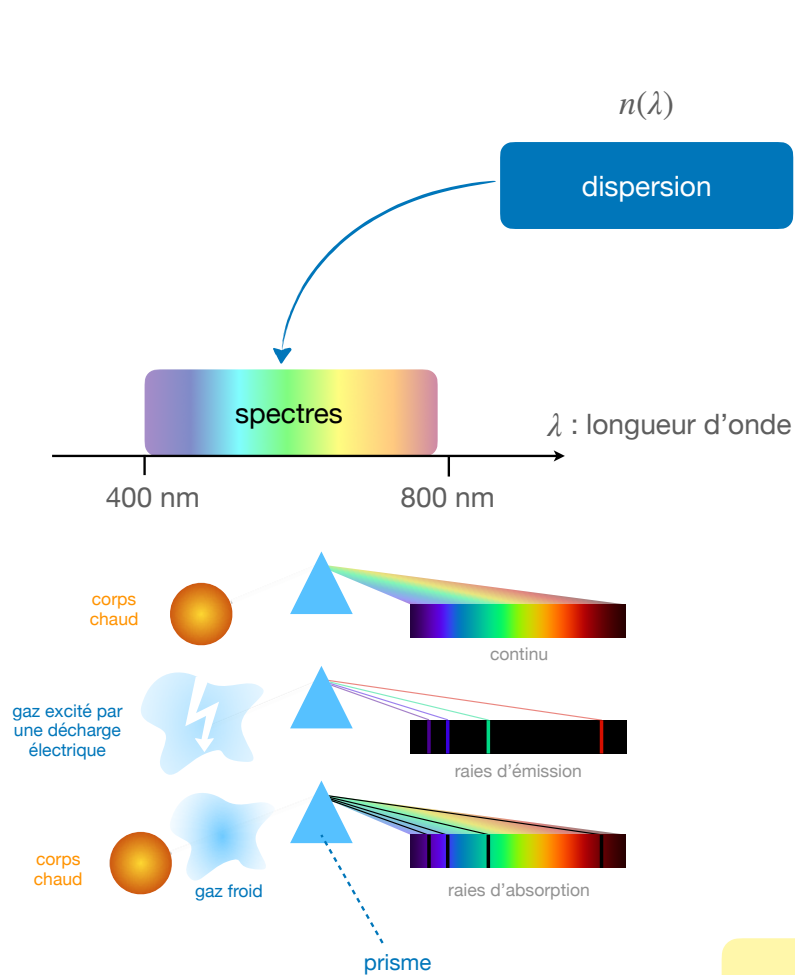 n(λ)
dispersion
spectres
λ : longueur d’onde
400 nm
800 nm
corps
chaud
continu
gaz excité par
une décharge
électrique
raies d’émission
corps
chaud
gaz froid
raies d’absorption
prisme